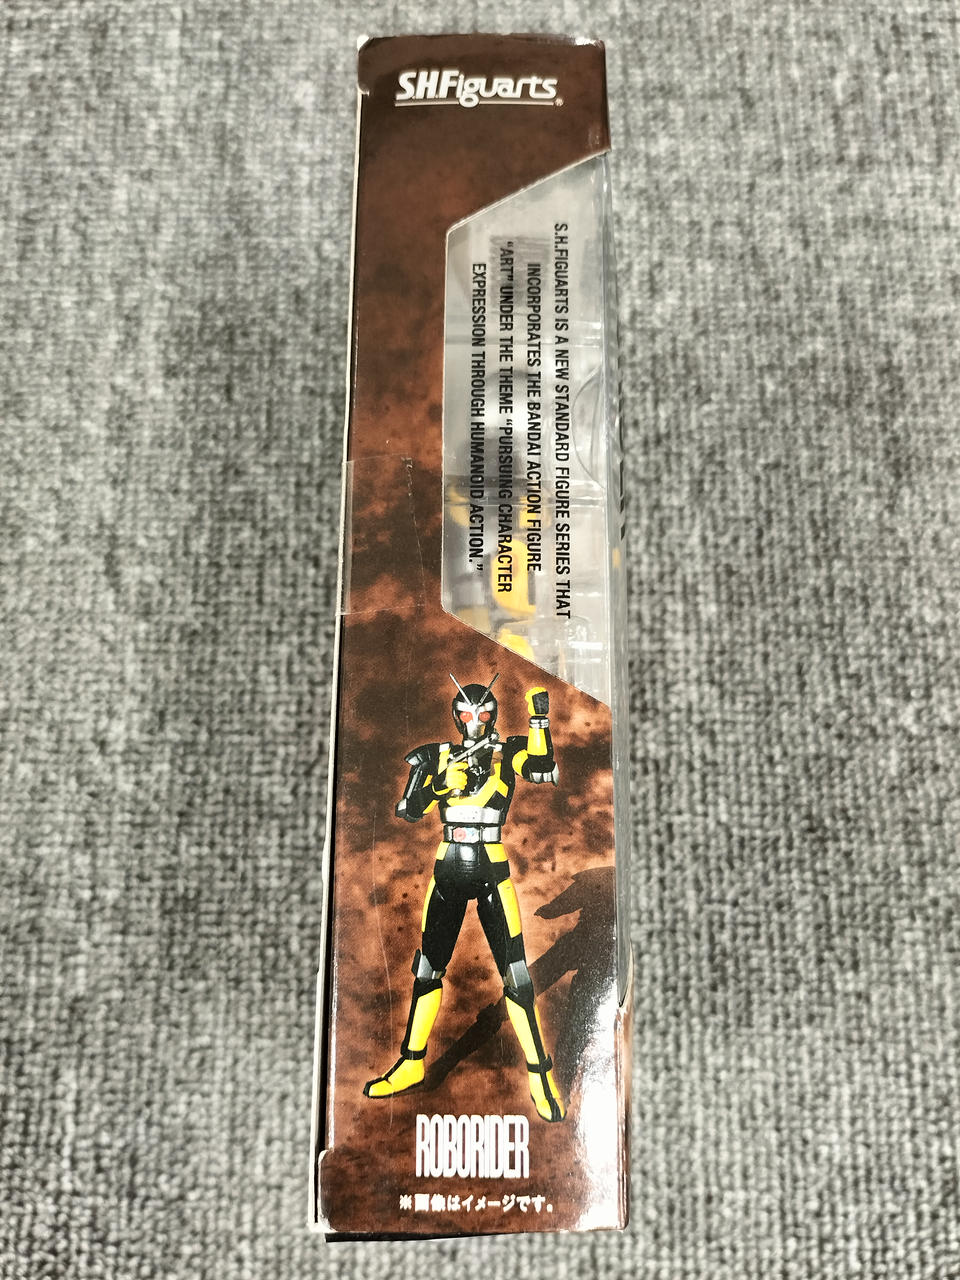 S.H.Figuarts®
S.H.FIGUARTS IS A NEW STANDARD FIGURE SERIES THAT
INCORPORATES THE BANDAI ACTION FIGURE
“ART” UNDER THE THEME “PURSUING CHARACTER
EXPRESSION THROUGH HUMANOID ACTION.”
ROBORIDER
※画像はイメージです。